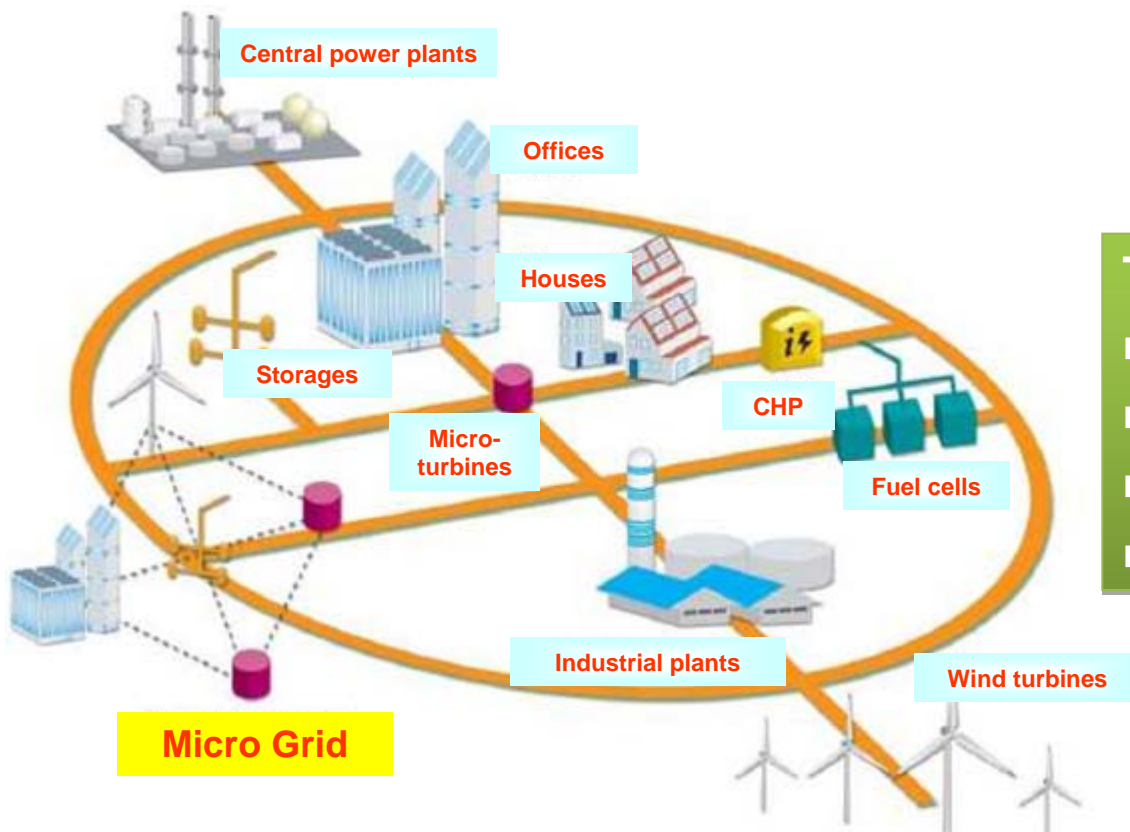 Central power plants
Offices
Houses
Storages
CHP
Micro-
turbines
Fuel cells
Industrial plants
Wind turbines
Micro Grid